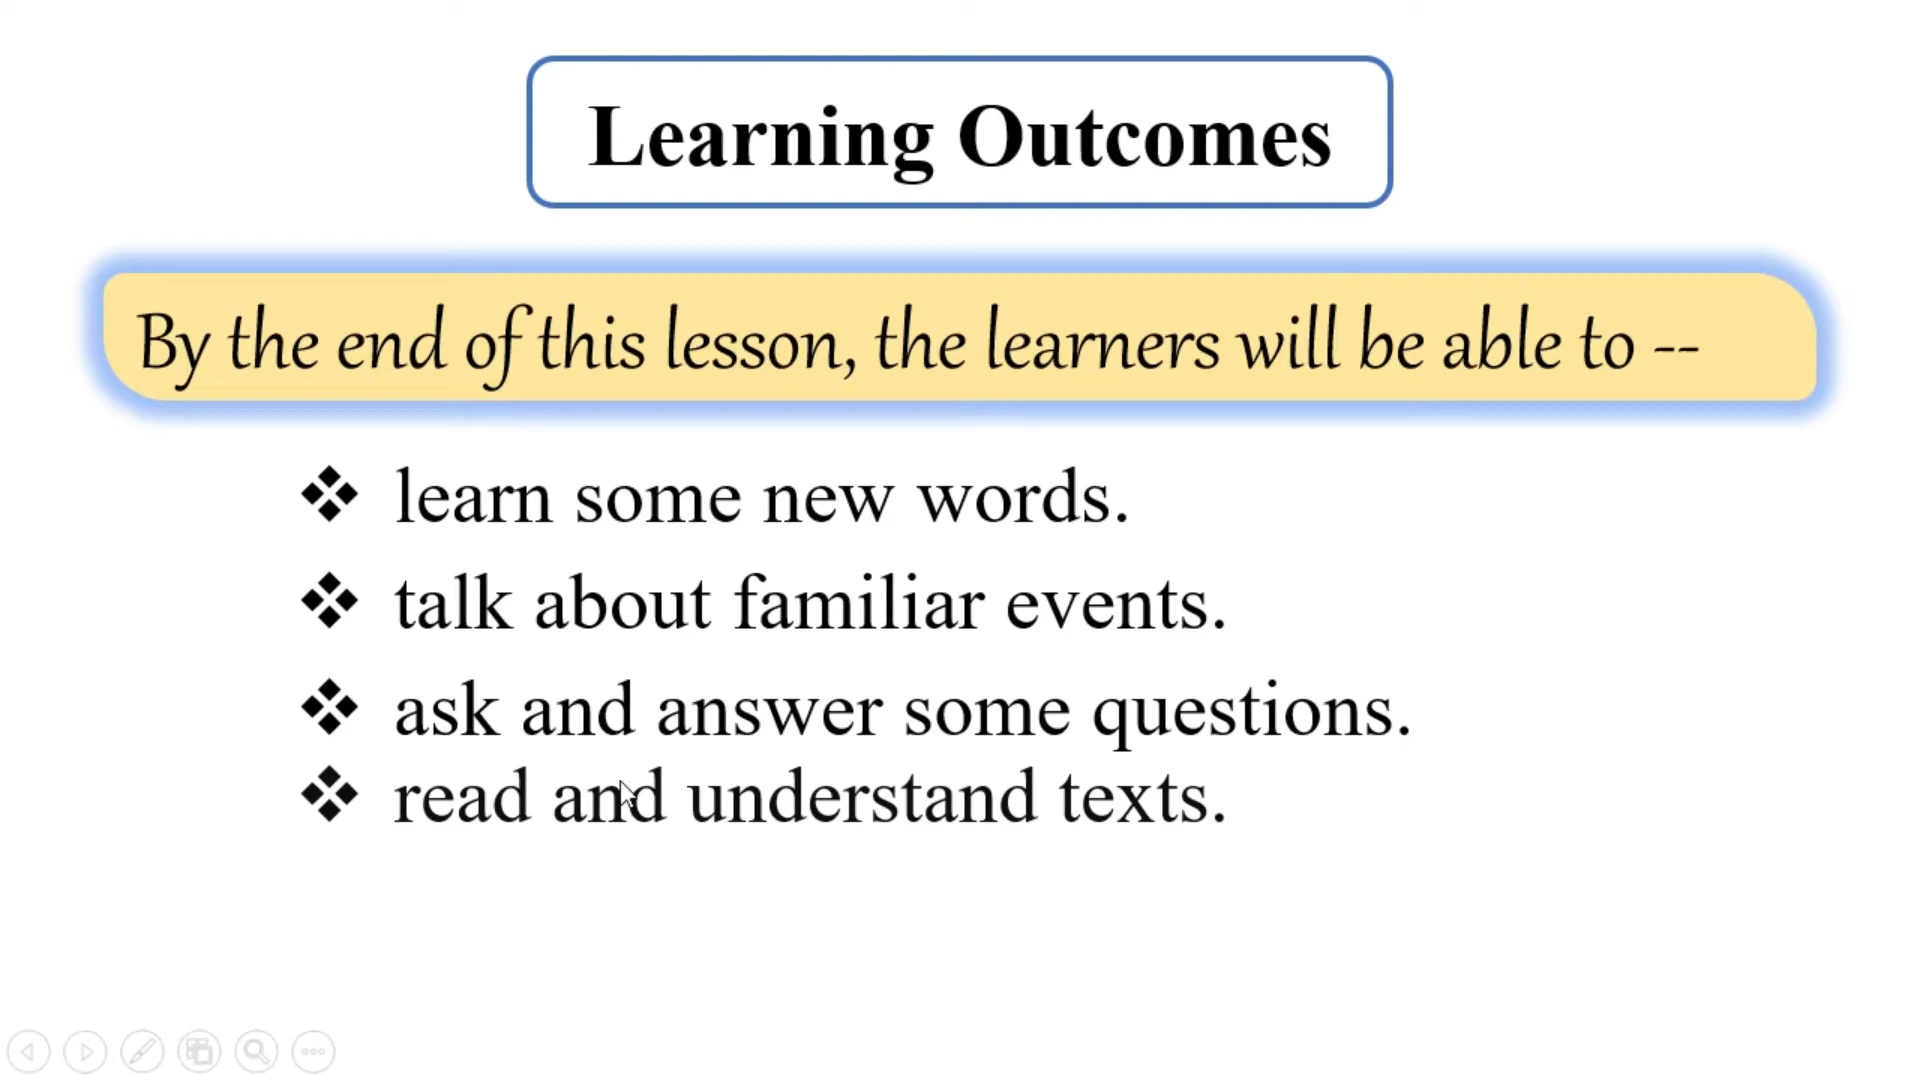 Learning Outcomes
By the end of this lesson, the learners will be able to --
❖ learn some new words.
❖ talk about familiar events.
❖ ask and answer some questions.
❖ read and understand texts.